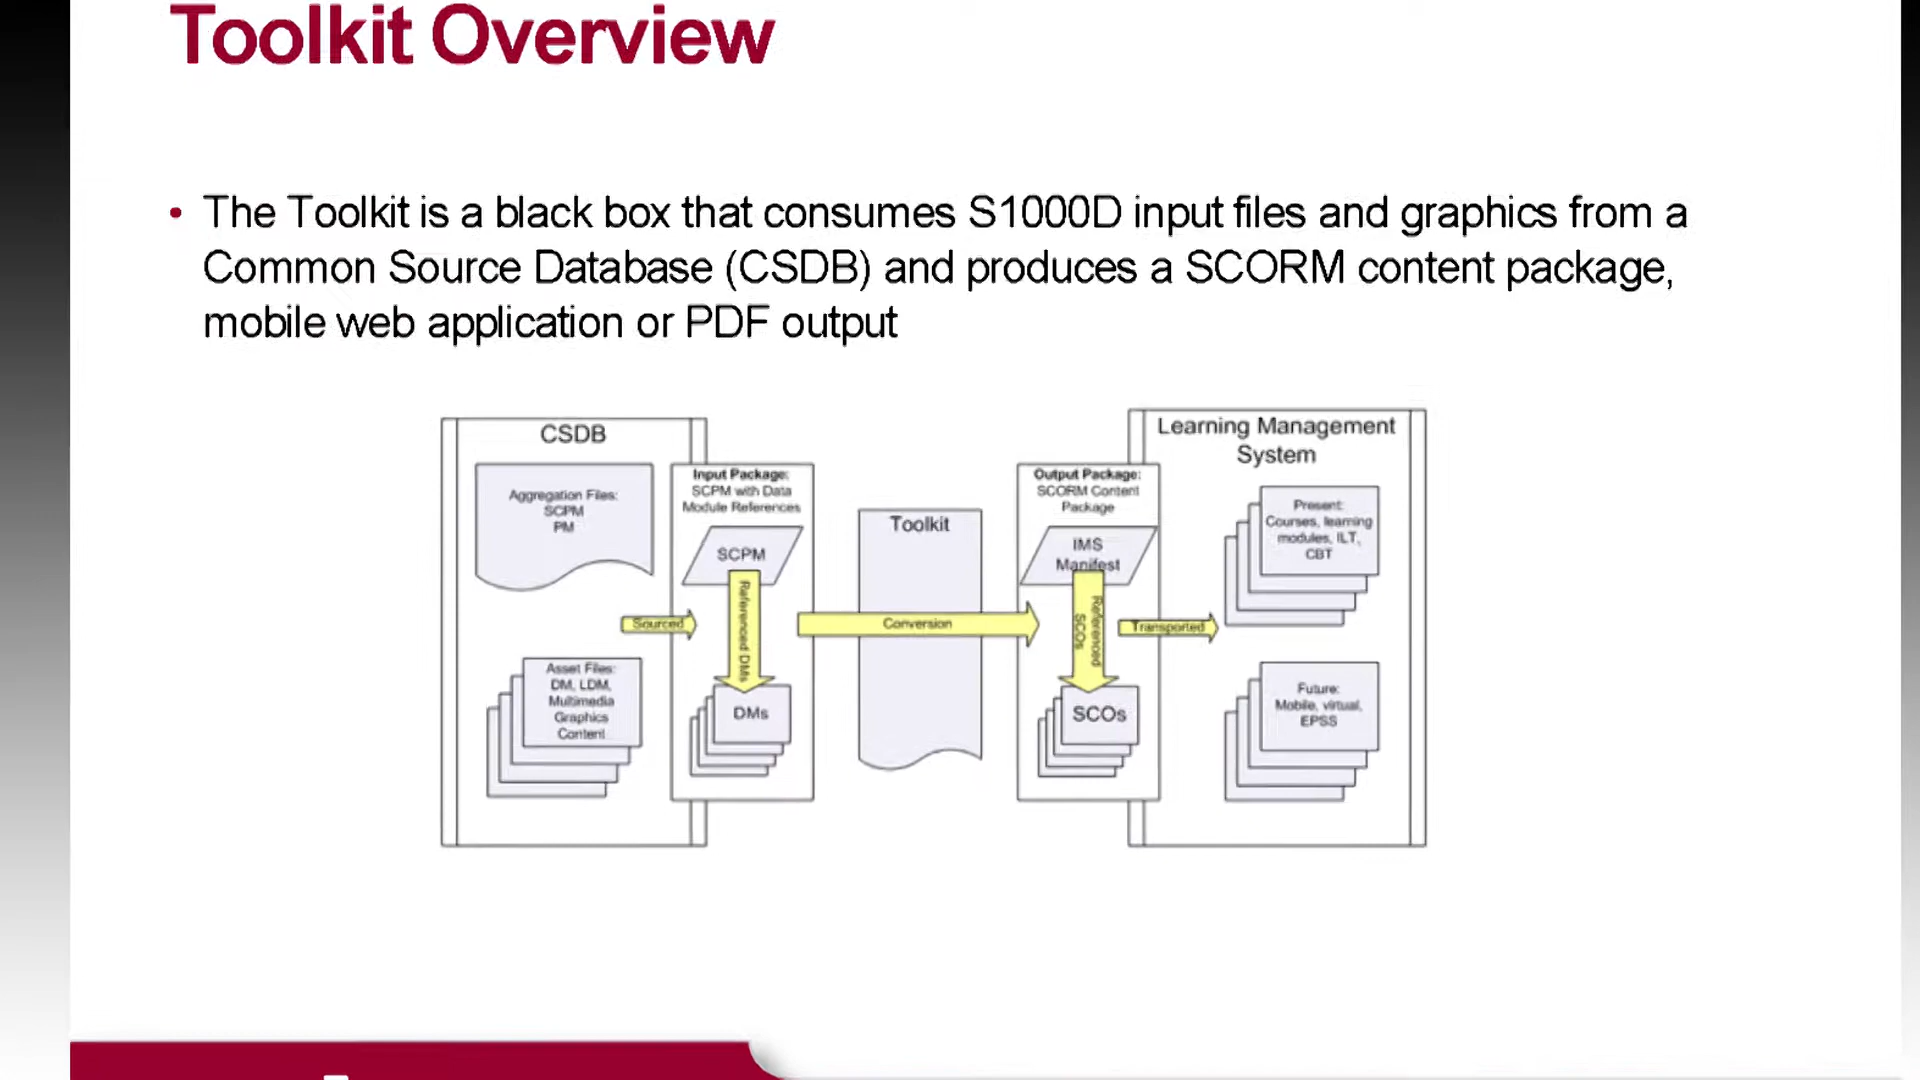 Toolkit Overview
• The Toolkit is a black box that consumes S1000D input files and graphics from a
Common Source Database (CSDB) and produces a SCORM content package,
mobile web application or PDF output
CSDB
Aggregation Files:
SCPM
PM
Sourced
Asset Files:
DM, LDM,
Multimedia
Graphics
Content
Input Package:
SCPM with Data
Module References
SCPM
Referenced DMs
DMs
Toolkit
Conversion
Output Package:
SCORM Content
Package
IMS
Manifest
Referenced
SCOs
SCOs
Transported
Learning Management
System
Present:
Courses, learning
modules, ILT,
CBT
Future:
Mobile, virtual,
EPSS